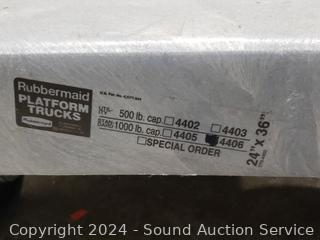 Rubbermaid
PLATFORM
TRUCKS
Rubbermaid
500 lb. cap. 4402 4403
1000 lb. cap. 4405 4406
SPECIAL ORDER
24" x 36"
Copyright 2024 - Sound Auction Service